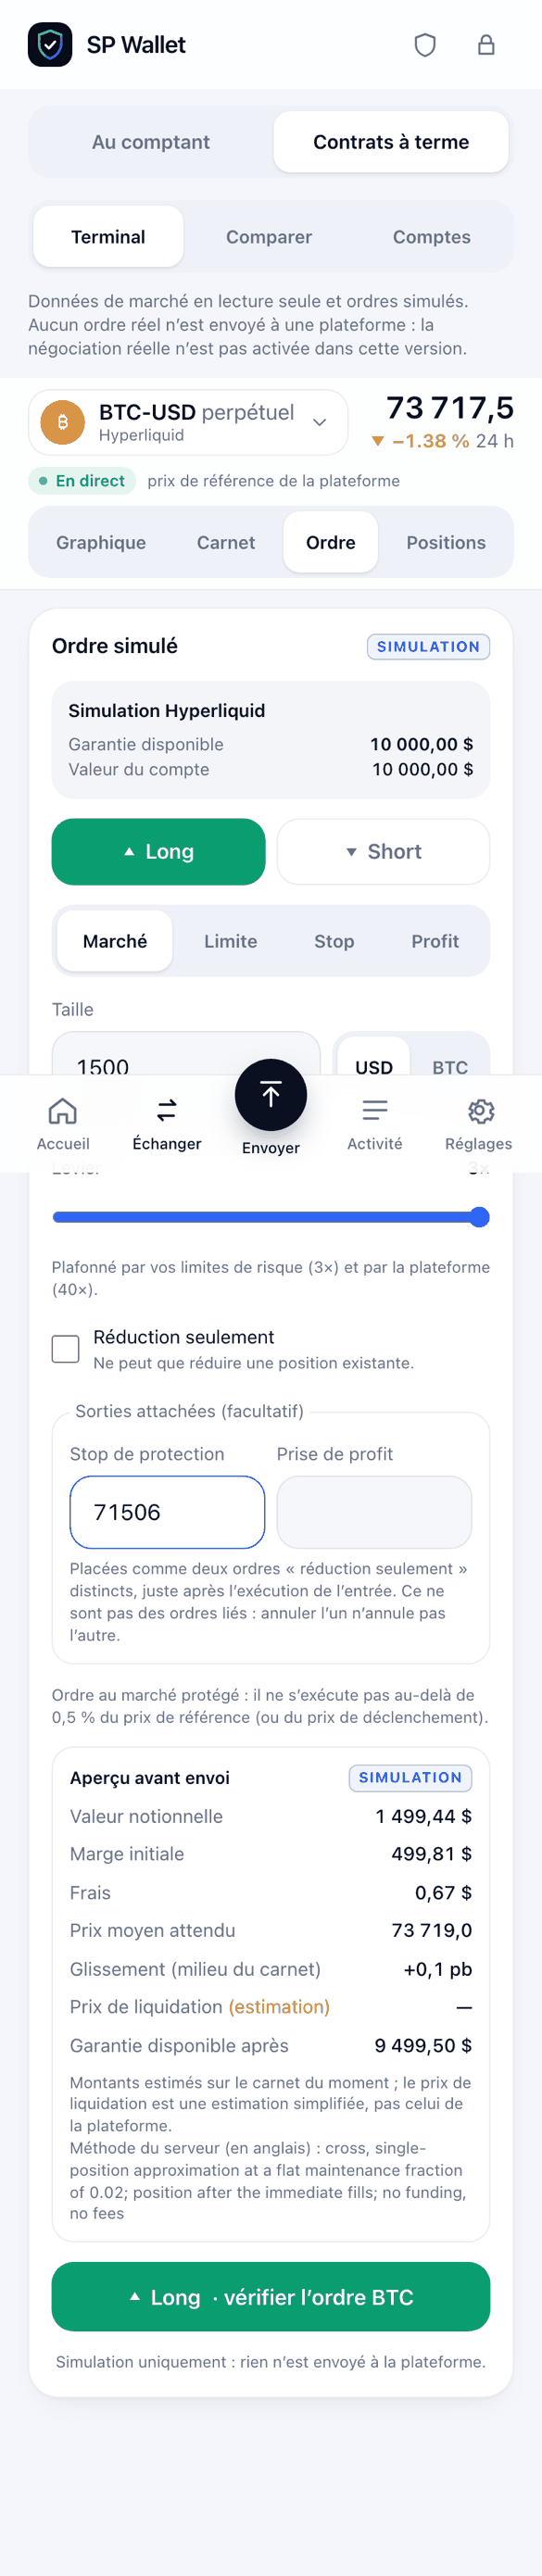 SP Wallet
Au comptant
Contrats à terme
Terminal
Comparer
Comptes
Données de marché en lecture seule et ordres simulés.
Aucun ordre réel n’est envoyé à une plateforme : la
négociation réelle n’est pas activée dans cette version.
BTC-USD perpétuel
Hyperliquid
73 717,5
▼ −1.38 % 24 h
En direct
prix de référence de la plateforme
Graphique
Carnet
Ordre
Positions
Ordre simulé
SIMULATION
Simulation Hyperliquid
Garantie disponible
10 000,00 $
Valeur du compte
10 000,00 $
▲ Long
▼ Short
Marché
Limite
Stop
Profit
Taille
1500
USD
BTC
Accueil
Échanger
Envoyer
Activité
Réglages
Levier
3×
Plafonné par vos limites de risque (3×) et par la plateforme
(40×).
Réduction seulement
Ne peut que réduire une position existante.
Sorties attachées (facultatif)
Stop de protection
Prise de profit
71506
Placées comme deux ordres « réduction seulement »
distincts, juste après l’exécution de l’entrée. Ce ne
sont pas des ordres liés : annuler l’un n’annule pas
l’autre.
Ordre au marché protégé : il ne s’exécute pas au-delà de
0,5 % du prix de référence (ou du prix de déclenchement).
Aperçu avant envoi
SIMULATION
Valeur notionnelle
1 499,44 $
Marge initiale
499,81 $
Frais
0,67 $
Prix moyen attendu
73 719,0
Glissement (milieu du carnet)
+0,1 pb
Prix de liquidation (estimation)
—
Garantie disponible après
9 499,50 $
Montants estimés sur le carnet du moment ; le prix de
liquidation est une estimation simplifiée, pas celui de
la plateforme.
Méthode du serveur (en anglais) : cross, single-
position approximation at a flat maintenance fraction
of 0.02; position after the immediate fills; no funding,
no fees
▲ Long · vérifier l’ordre BTC
Simulation uniquement : rien n’est envoyé à la plateforme.